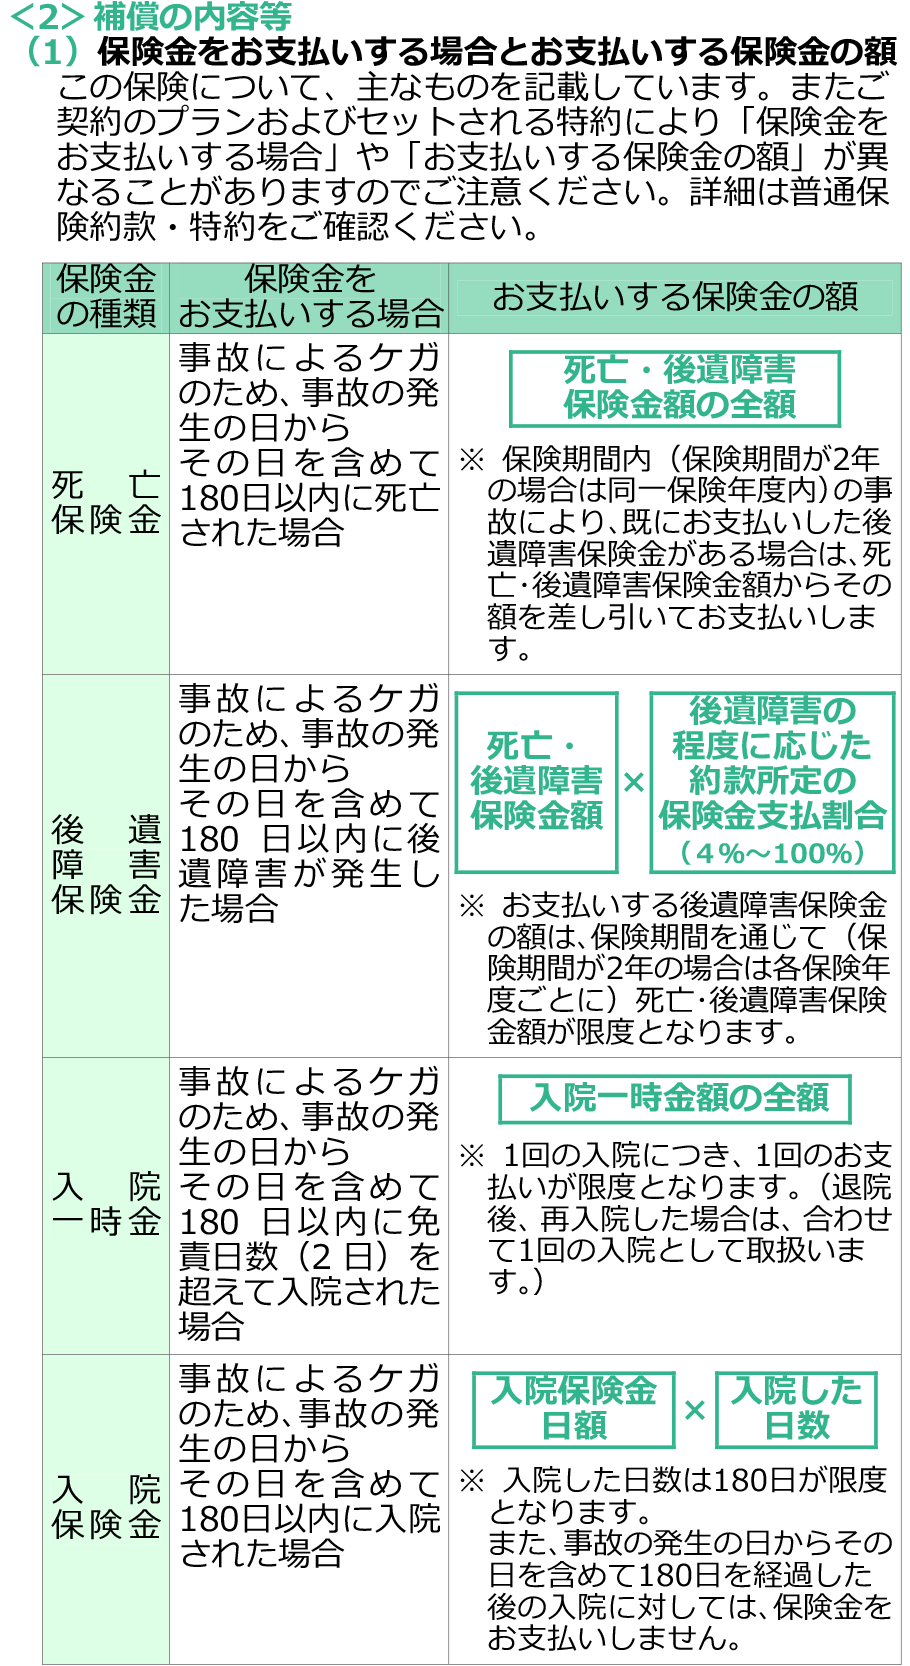 ＜2＞補償の内容等
（1）保険金をお支払いする場合とお支払いする保険金の額
この保険について、主なものを記載しています。またご
契約のプランおよびセットされる特約により「保険金を
お支払いする場合」や「お支払いする保険金の額」が異
なることがありますのでご注意ください。詳細は普通保
険約款・特約をご確認ください。
保険金
の種類
保険金を
お支払いする場合
お支払いする保険金の額
死亡
保険金
事故によるケガ
のため、事故の発
生の日から
その日を含めて
180日以内に死亡
された場合
死亡・後遺障害
保険金額の全額
※ 保険期間内（保険期間が2年
の場合は同一保険年度内）の事
故により、既にお支払いした後
遺障害保険金がある場合は、死
亡・後遺障害保険金額からその
額を差し引いてお支払いしま
す。
後遺
障害
保険金
事故によるケガ
のため、事故の発
生の日から
その日を含めて
180 日以内に後
遺障害が発生し
た場合
死亡・
後遺障害
保険金額
×
後遺障害の
程度に応じた
約款所定の
保険金支払割合
（４%～100%）
※ お支払いする後遺障害保険金
の額は、保険期間を通じて（保
険期間が2年の場合は各保険年
度ごとに）死亡・後遺障害保険
金額が限度となります。
入院
一時金
事故によるケガ
のため、事故の発
生の日から
その日を含めて
180 日以内に免
責日数（2 日）を
超えて入院された
場合
入院一時金額の全額
※ 1回の入院につき、1回のお支
払いが限度となります。（退院
後、再入院した場合は、合わせ
て1回の入院として取扱いま
す。）
入院
保険金
事故によるケガ
のため、事故の発
生の日から
その日を含めて
180日以内に入院
された場合
入院保険金
日額
×
入院した
日数
※ 入院した日数は180日が限度
となります。
また、事故の発生の日からその
日を含めて180日を経過した
後の入院に対しては、保険金を
お支払いしません。